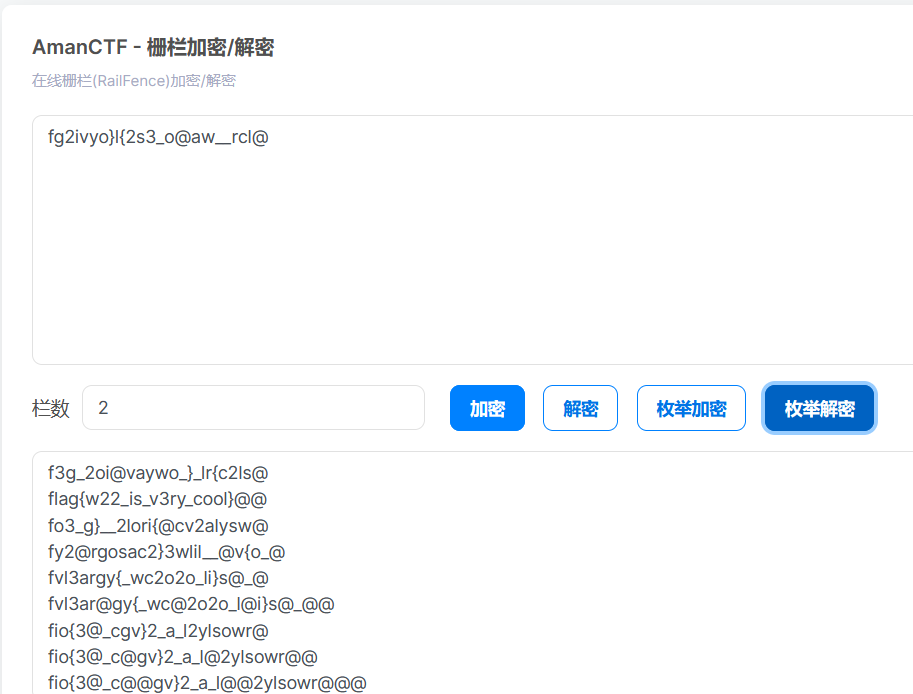 AmanCTF - 栅栏加密/解密
在线栅栏(RailFence)加密/解密
fg2ivyo}l{2s3_o@aw__rcl@
栏数 2 加密 解密 枚举加密 枚举解密
f3g_2oi@vaywo_}_lr{c2ls@
flag{w22_is_v3ry_cool}@@
fo3_g}__2lori{@cv2alysw@
fy2@rgosac2}3wlil__@v{o_@
fvl3argy{_wc2o2o_li}s@_@
fvl3ar@gy{_wc@2o2o_l@i}s@_@@
fio{3@_cgv}2_a_l2ylsowr@
fio{3@_c@gv}2_a_l@2ylsowr@@
fio{3@_c@@gv}2_a_l@@2ylsowr@@@